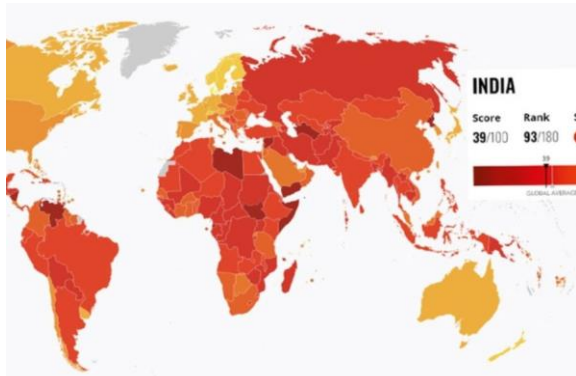 INDIA
Score Rank S
39/100 93/180
39
GLOBAL AVERAGE